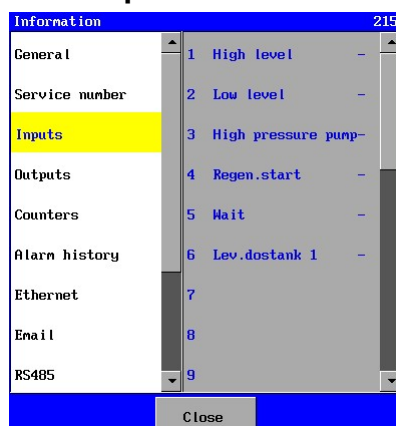 Information 215
General
Service number
Inputs
Outputs
Counters
Alarm history
Ethernet
Email
RS485
1 High level -
2 Low level -
3 High pressure pump-
4 Regen.start -
5 Wait -
6 Lev.dostank 1 -
7
8
9
Close